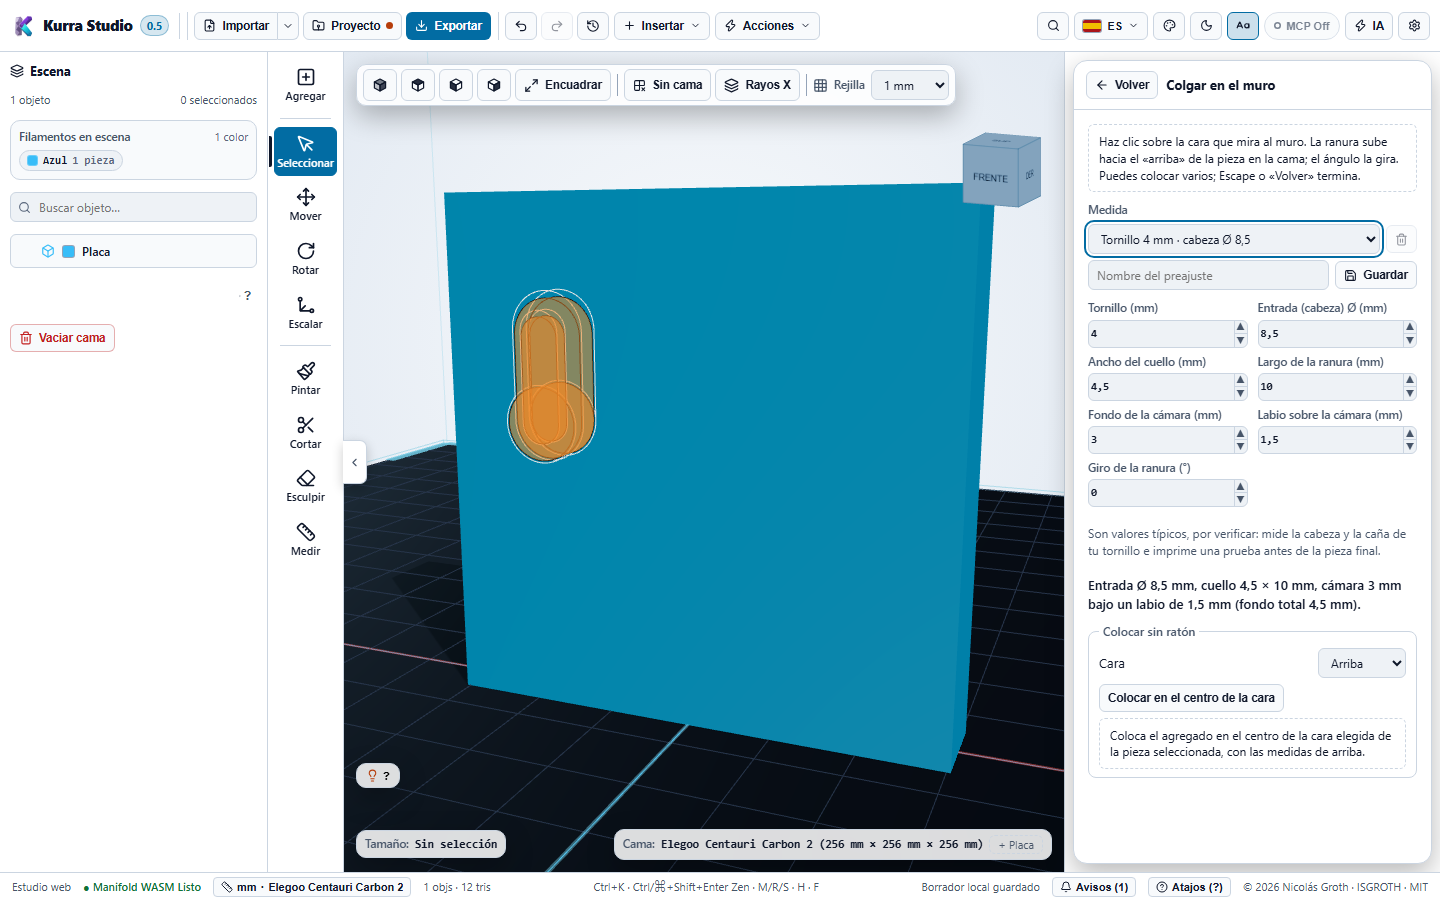 Kurra Studio 0.5
Importar
Proyecto
Exportar
Insertar
Acciones
ES
Aa
MCP Off
IA
Escena
1 objeto
0 seleccionados
Filamentos en escena
1 color
Azul 1 pieza
Buscar objeto...
Placa
?
Vaciar cama
Agregar
Seleccionar
Mover
Rotar
Escalar
Pintar
Cortar
Esculpir
Medir
Encuadrar
Sin cama
Rayos X
Rejilla
1 mm
FRENTE
DER
?
Tamaño: Sin selección
Cama: Elegoo Centauri Carbon 2 (256 mm × 256 mm × 256 mm)
+ Placa
Volver
Colgar en el muro
Haz clic sobre la cara que mira al muro. La ranura sube
hacia el «arriba» de la pieza en la cama; el ángulo la gira.
Puedes colocar varios; Escape o «Volver» termina.
Medida
Tornillo 4 mm · cabeza Ø 8,5
Nombre del preajuste
Guardar
Tornillo (mm)
Entrada (cabeza) Ø (mm)
4
8,5
Ancho del cuello (mm)
Largo de la ranura (mm)
4,5
10
Fondo de la cámara (mm)
Labio sobre la cámara (mm)
3
1,5
Giro de la ranura (°)
0
Son valores típicos, por verificar: mide la cabeza y la caña de
tu tornillo e imprime una prueba antes de la pieza final.
Entrada Ø 8,5 mm, cuello 4,5 × 10 mm, cámara 3 mm
bajo un labio de 1,5 mm (fondo total 4,5 mm).
Colocar sin ratón
Cara
Arriba
Colocar en el centro de la cara
Coloca el agregado en el centro de la cara elegida de
la pieza seleccionada, con las medidas de arriba.
Estudio web
Manifold WASM Listo
mm · Elegoo Centauri Carbon 2
1 objs · 12 tris
Ctrl+K · Ctrl/⌘+Shift+Enter Zen · M/R/S · H · F
Borrador local guardado
Avisos (1)
Atajos (?)
© 2026 Nicolás Groth · ISGROTH · MIT